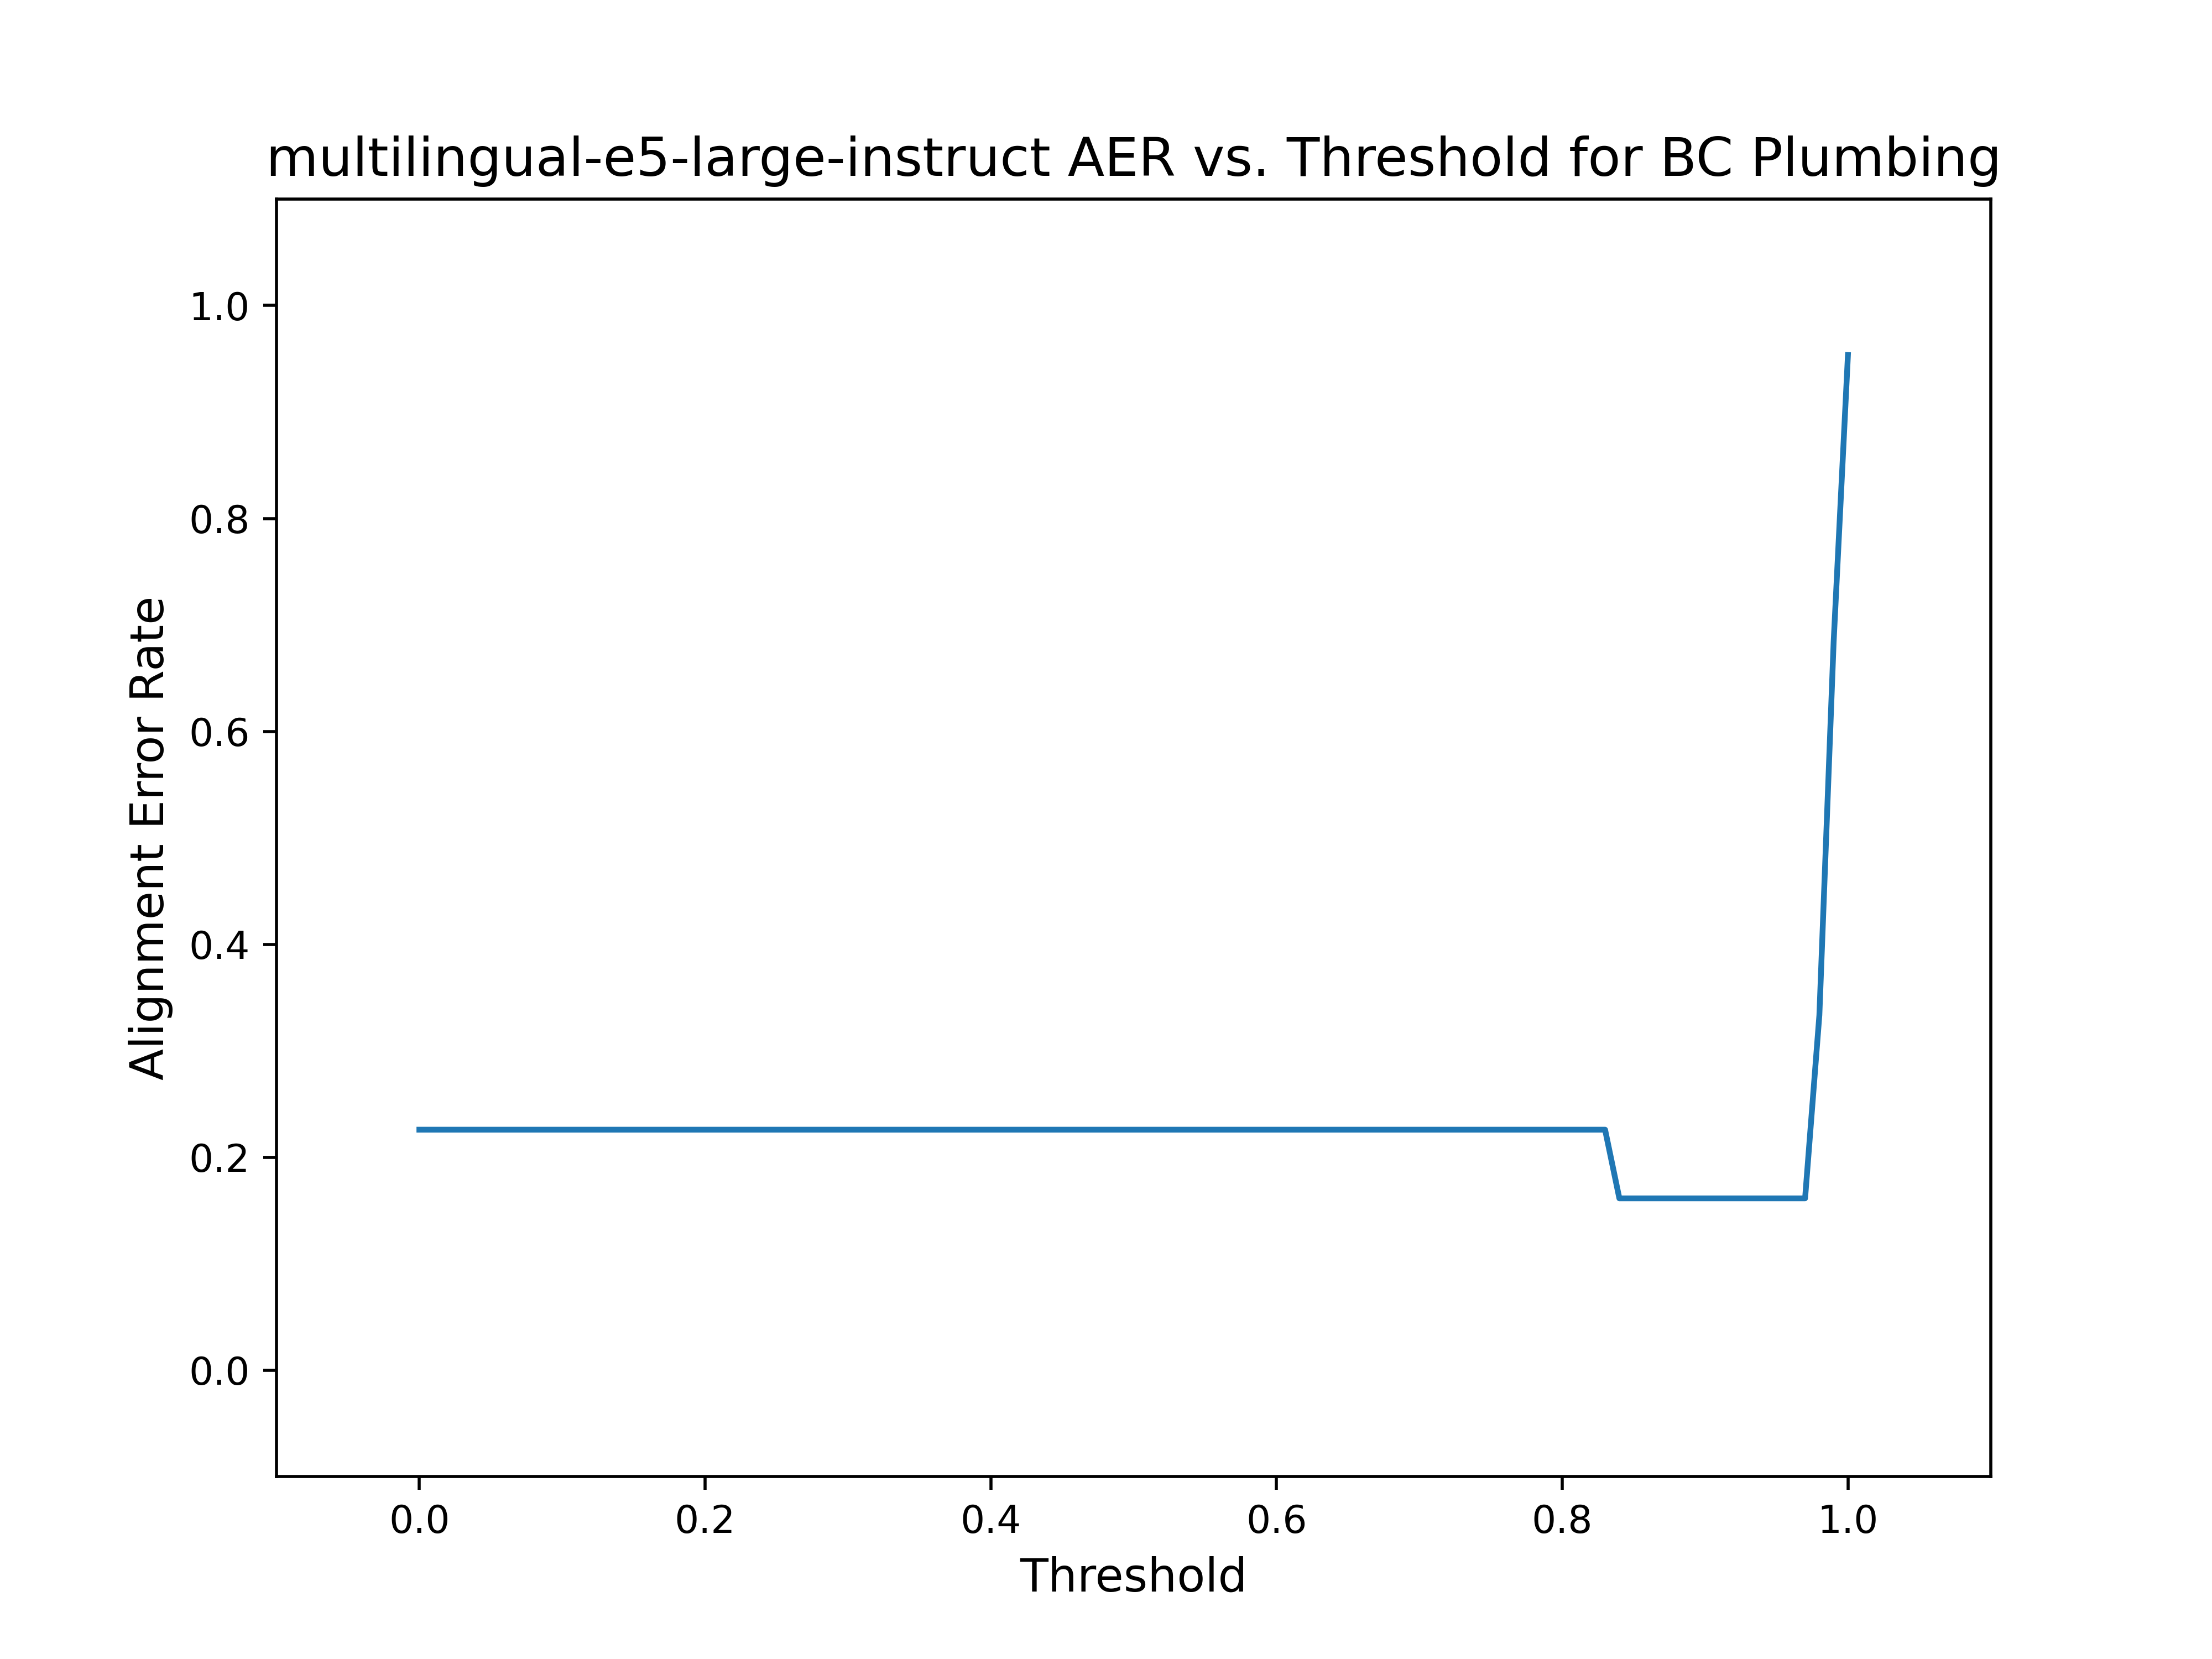 multilingual-e5-large-instruct AER vs. Threshold for BC Plumbing
1.0
0.8
0.6
0.4
0.2
0.0
Alignment Error Rate
0.0 0.2 0.4 0.6 0.8 1.0
Threshold